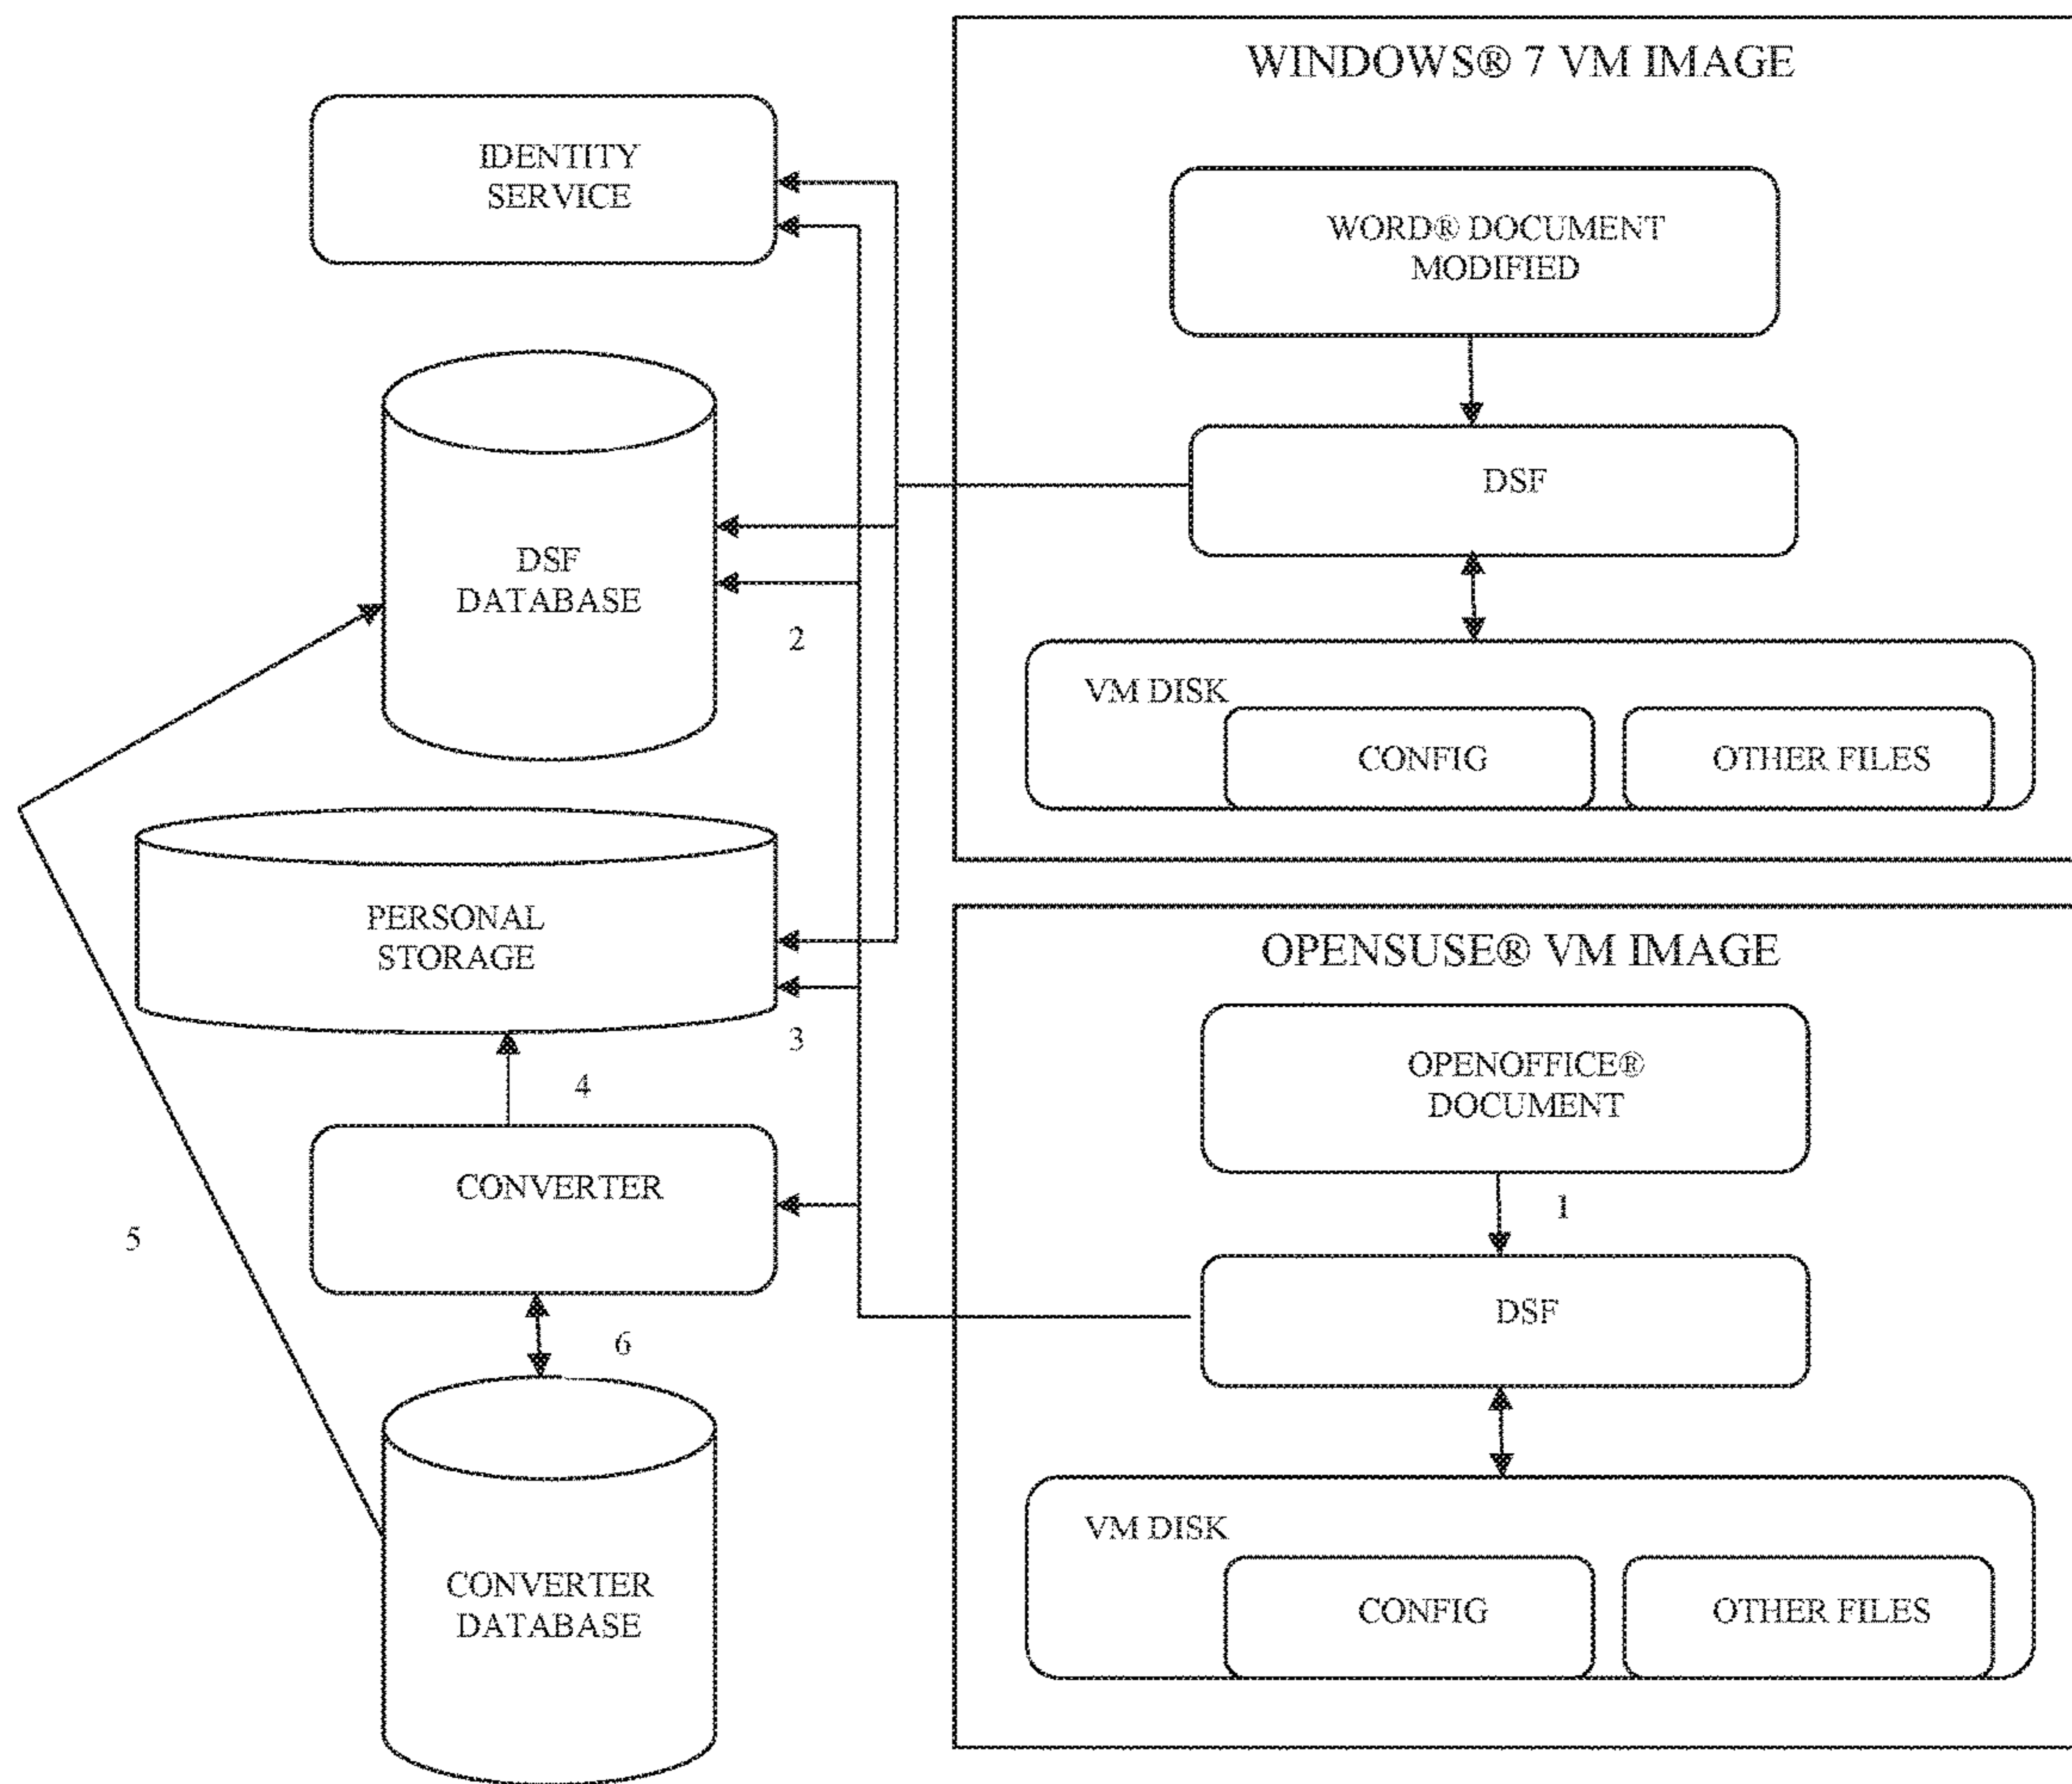 WINDOWS® 7 VM IMAGE
IDENTITY
SERVICE
WORD® DOCUMENT
MODIFIED
DSF
DSF
DATABASE
2
VM DISK
CONFIG
OTHER FILES
PERSONAL
STORAGE
3
OPENSUSE® VM IMAGE
OPENOFFICE®
DOCUMENT
4
CONVERTER
1
5
DSF
6
VM DISK
CONVERTER
DATABASE
CONFIG
OTHER FILES